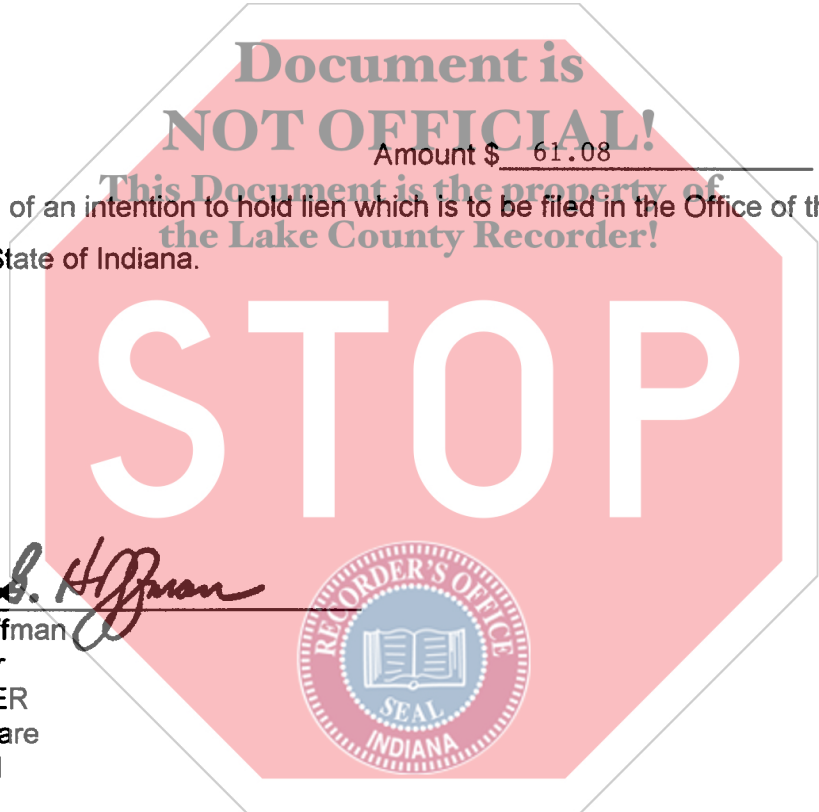 Document is
NOT OFFICIAL!
Amount $ 61.08
This Document is the property of
of an intention to hold lien which is to be filed in the Office of th
the Lake County Recorder!
State of Indiana.
STOP
B. Hoffman
ffman
r
ER
are
RECORDER'S OFFICE
SEAL
INDIANA